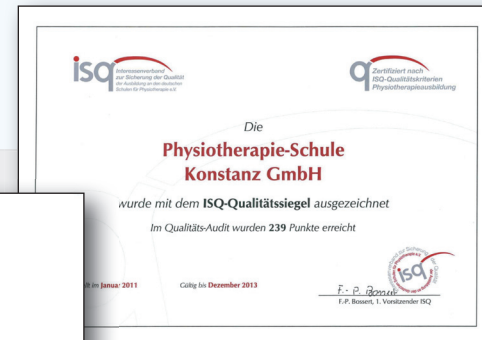 isq
Interessenverband
zur Sicherung der Qualität
der Ausbildung an den deutschen
Schulen für Physiotherapie e.V.
Zertifiziert nach
ISQ-Qualitätskriterien
Physiotherapieausbildung
Die
Physiotherapie-Schule
Konstanz GmbH
wurde mit dem ISQ-Qualitätssiegel ausgezeichnet
Im Qualitäts-Audit wurden 239 Punkte erreicht
im Januar 2011
Gültig bis Dezember 2013
isq
F.-P. Bossert
F.-P. Bossert, 1. Vorsitzender ISQ